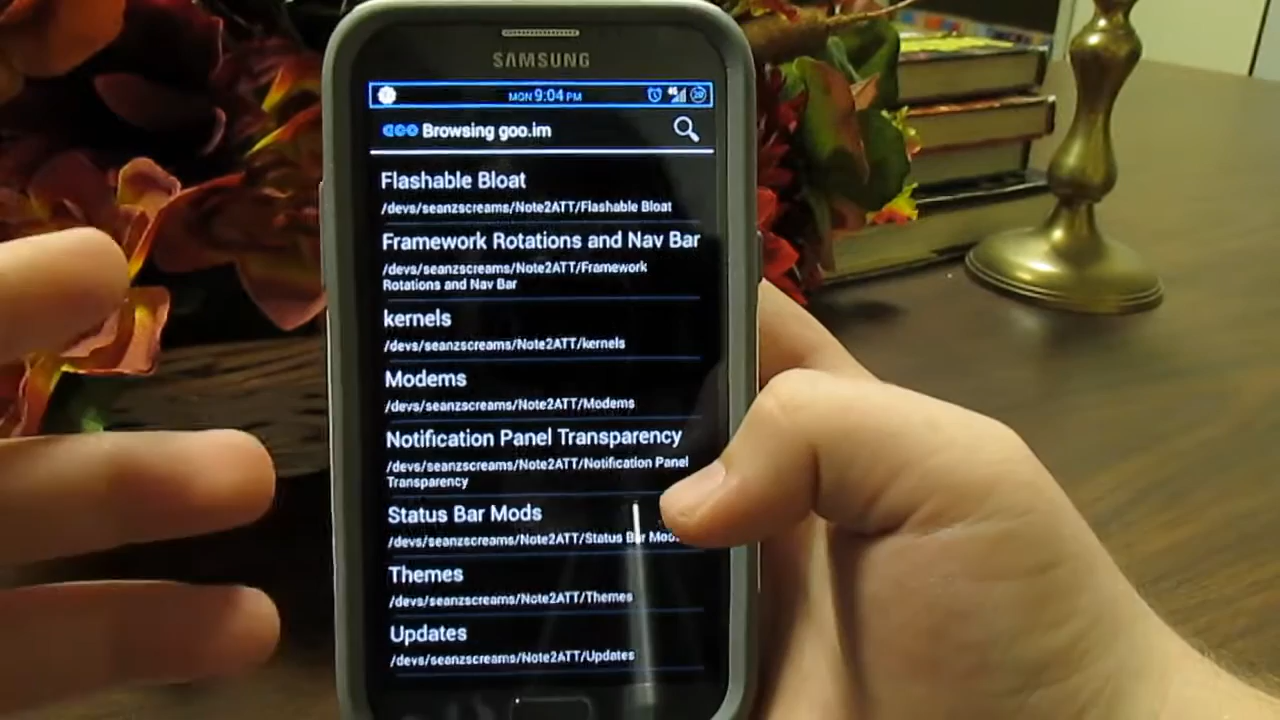 SAMSUNG
MON 9:04 PM
GOO Browsing goo.im
Flashable Bloat
/devs/seanzscreams/Note2ATT/Flashable Bloat
Framework Rotations and Nav Bar
/devs/seanzscreams/Note2ATT/Framework
Rotations and Nav Bar
kernels
/devs/seanzscreams/Note2ATT/kernels
Modems
/devs/seanzscreams/Note2ATT/Modems
Notification Panel Transparency
/devs/seanzscreams/Note2ATT/Notification Panel
Transparency
Status Bar Mods
/devs/seanzscreams/Note2ATT/Status Bar
Themes
/devs/seanzscreams/Note2ATT/Themes
Updates
/devs/seanzscreams/Note2ATT/Updates